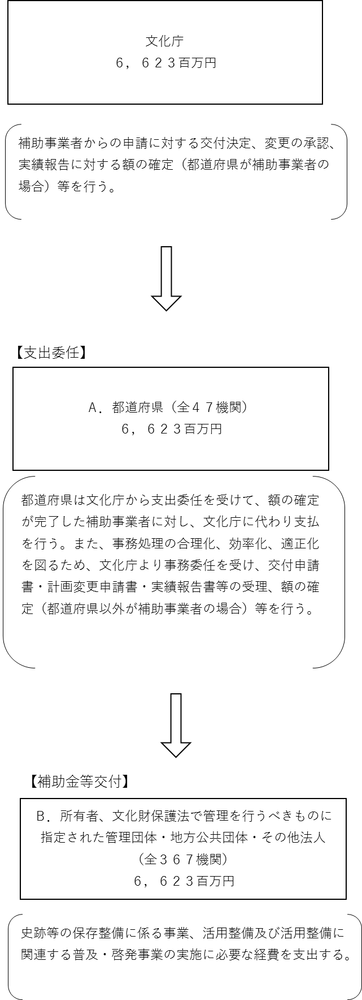 文化庁
６，６２３百万円
補助事業者からの申請に対する交付決定、変更の承認、
実績報告に対する額の確定（都道府県が補助事業者の
場合）等を行う。
【支出委任】
Ａ．都道府県（全４７機関）
６，６２３百万円
都道府県は文化庁から支出委任を受けて、額の確定
が完了した補助事業者に対し、文化庁に代わり支払
を行う。また、事務処理の合理化、効率化、適正化
を図るため、文化庁より事務委任を受け、交付申請
書・計画変更申請書・実績報告書等の受理、額の確
定（都道府県以外が補助事業者の場合）等を行う。
【補助金等交付】
Ｂ．所有者、文化財保護法で管理を行うべきものに
指定された管理団体・地方公共団体・その他法人
（全３６７機関）
６，６２３百万円
史跡等の保存整備に係る事業、活用整備及び活用整備に
関連する普及・啓発事業の実施に必要な経費を支出する。